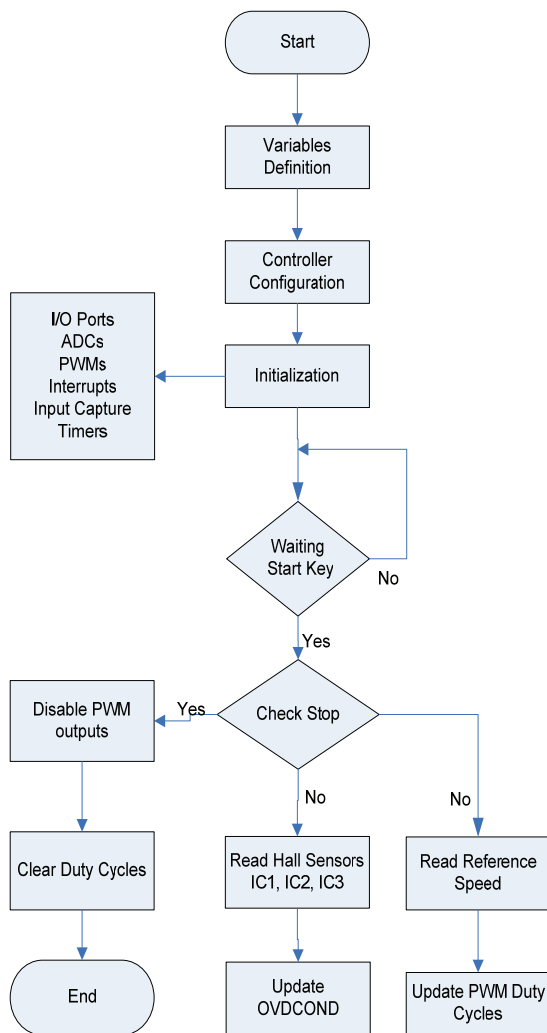 Start
Variables
Definition
Controller
Configuration
I/O Ports
ADCs
PWMs
Interrupts
Input Capture
Timers
Initialization
Waiting
Start Key
No
Yes
Check Stop
Yes
Disable PWM
outputs
No
No
Clear Duty Cycles
Read Hall Sensors
IC1, IC2, IC3
Read Reference
Speed
End
Update
OVDCOND
Update PWM Duty
Cycles